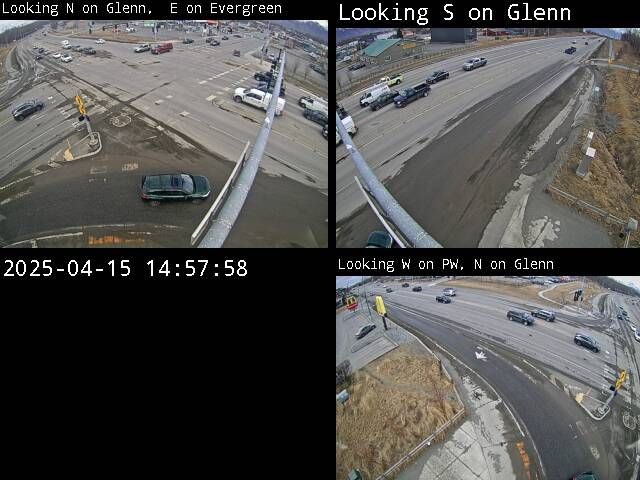 Looking N on Glenn,  E on Evergreen
Looking S on Glenn
2025-04-15 14:57:58
Looking W on PW, N on Glenn